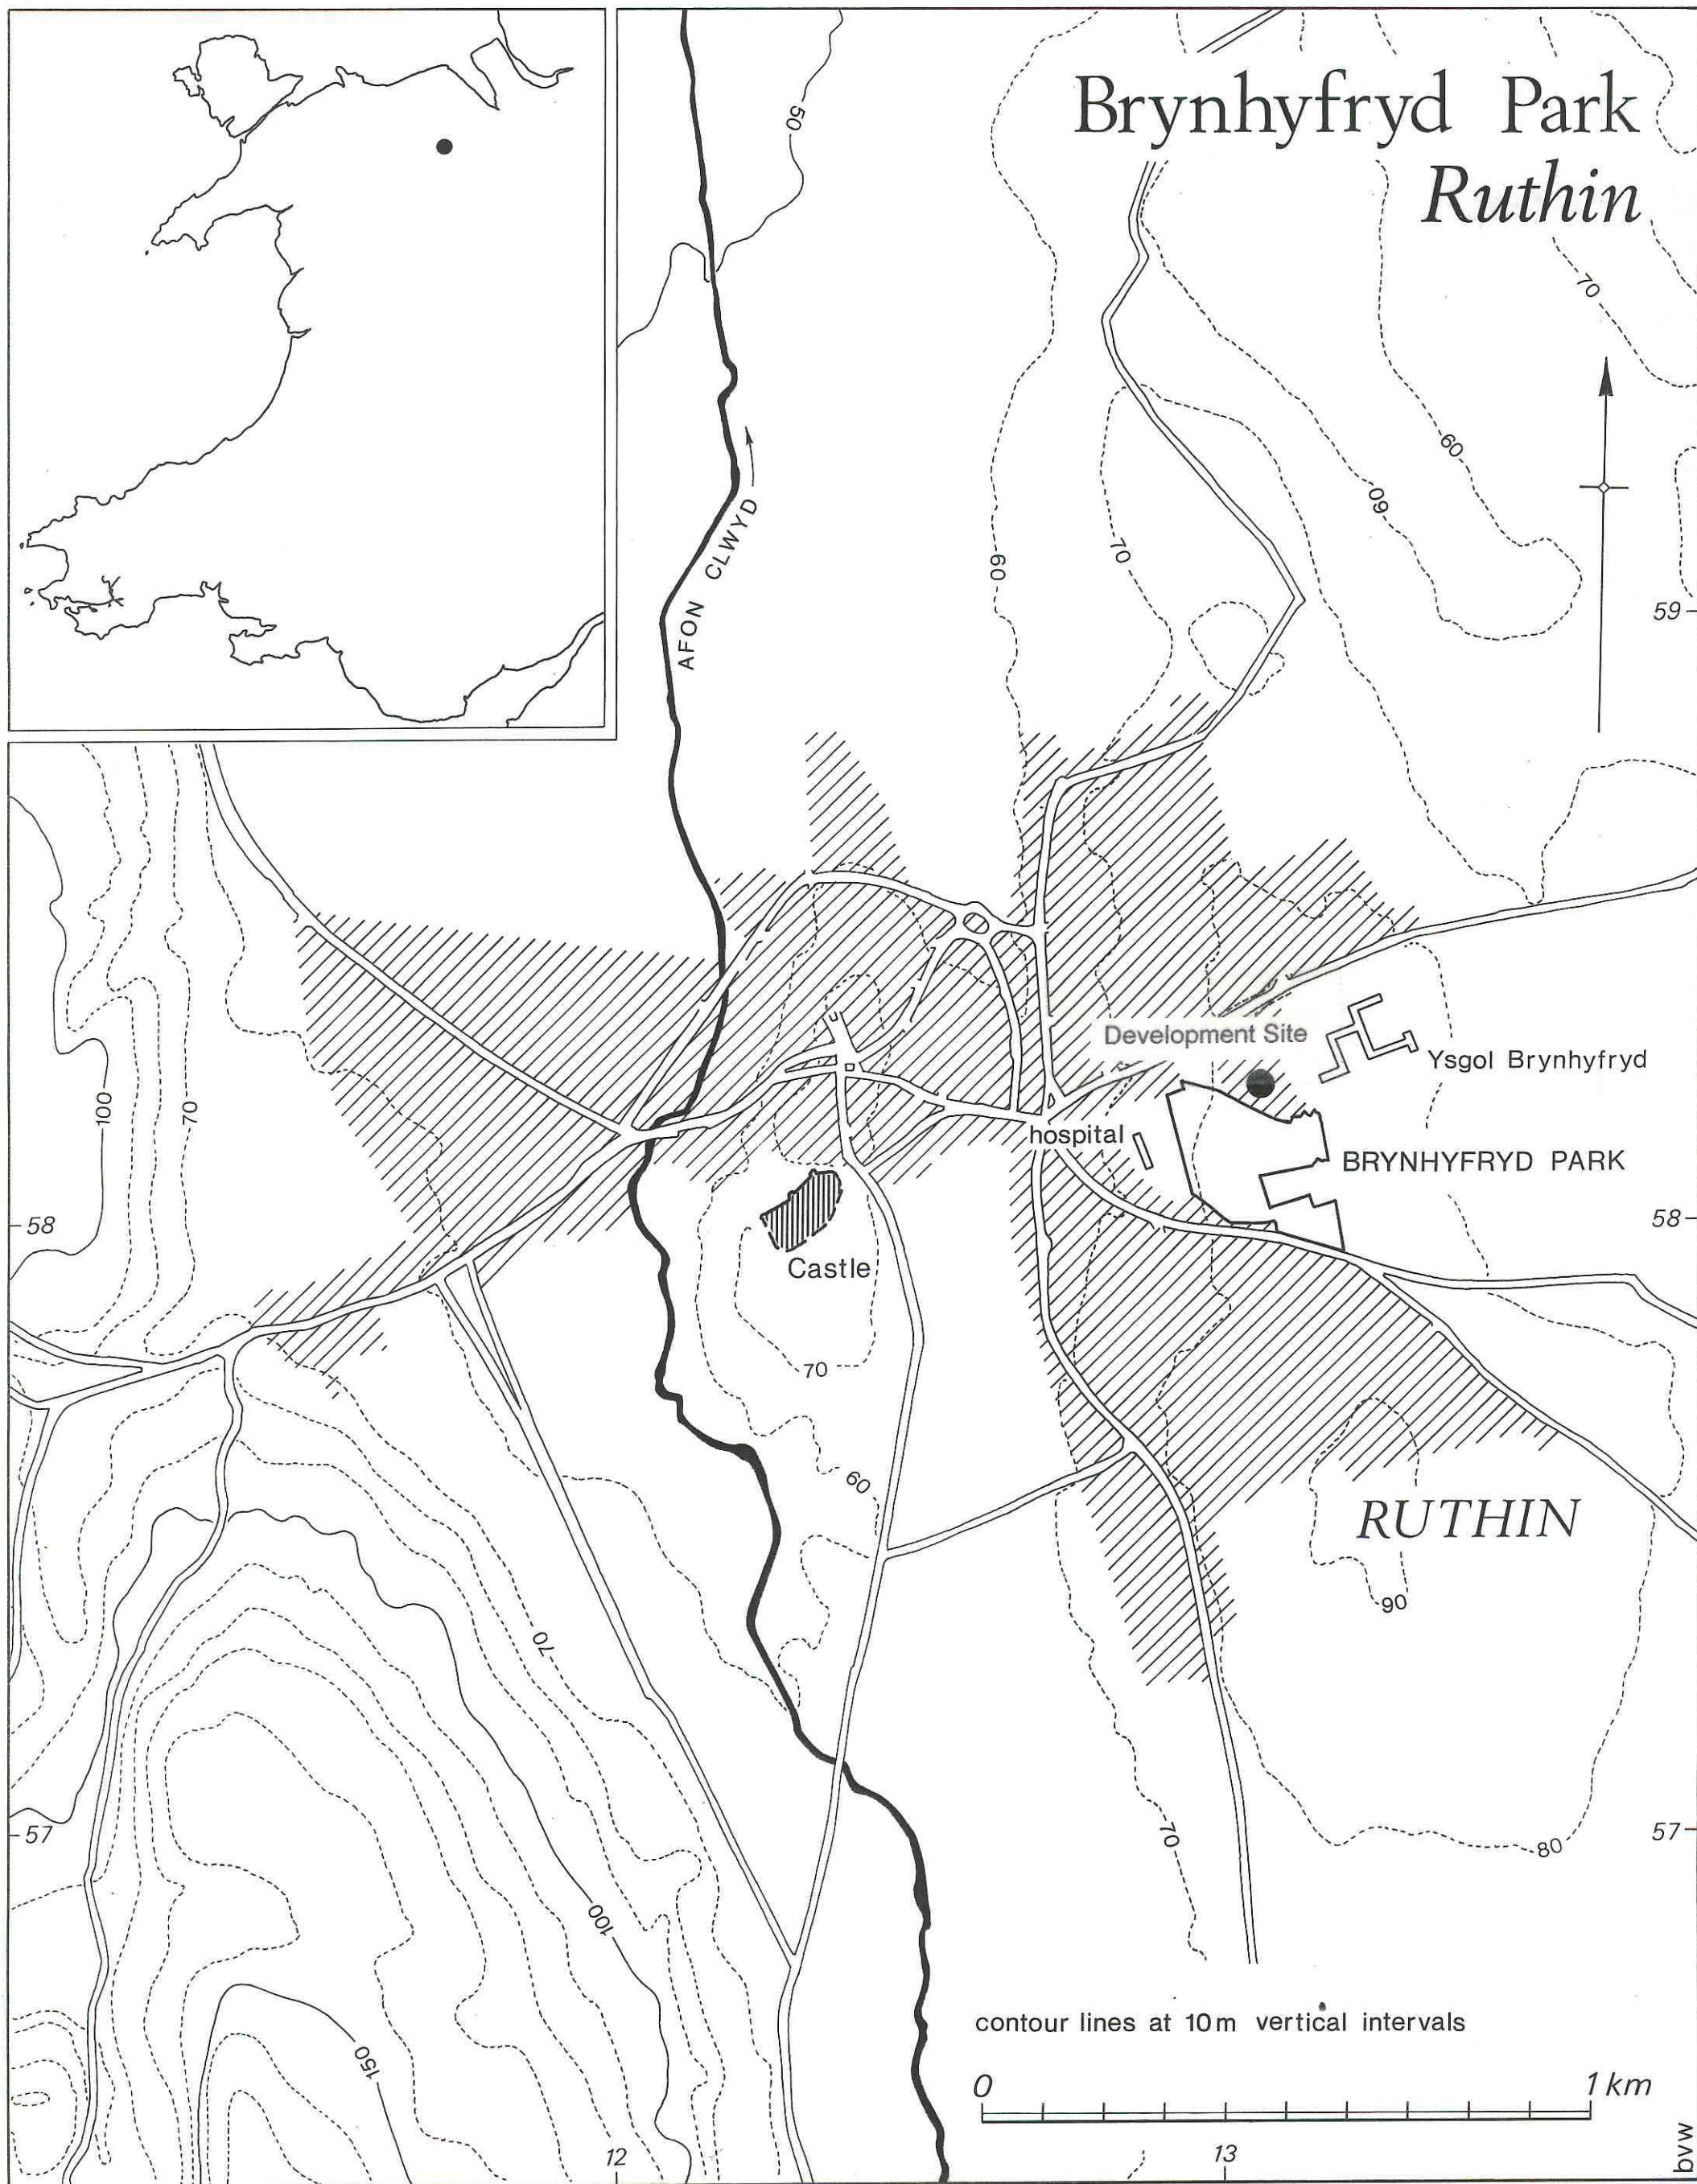 Brynhyfryd Park
Ruthin
50
70
60
60
60
70
AFON CLWYD
59
Development Site
Ysgol Brynhyfryd
100
70
hospital
BRYNHYFRYD PARK
58
58
Castle
70
60
RUTHIN
90
70
57
57
70
80
100
contour lines at 10m vertical intervals
150
0
1 km
12
13
bvw